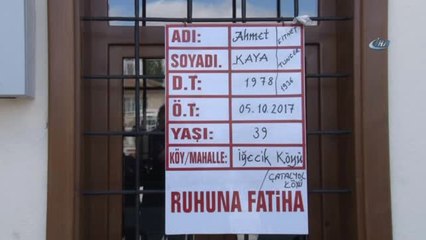 ADI: Ahmet
SOYADI. KAYA
D.T: 1978 /1936
Ö.T: 05.10.2017
YAŞI: 39
KÖY/MAHALLE: İğecik Köyü
/ÇATALYOL KÖYÜ
RUHUNA FATİHA